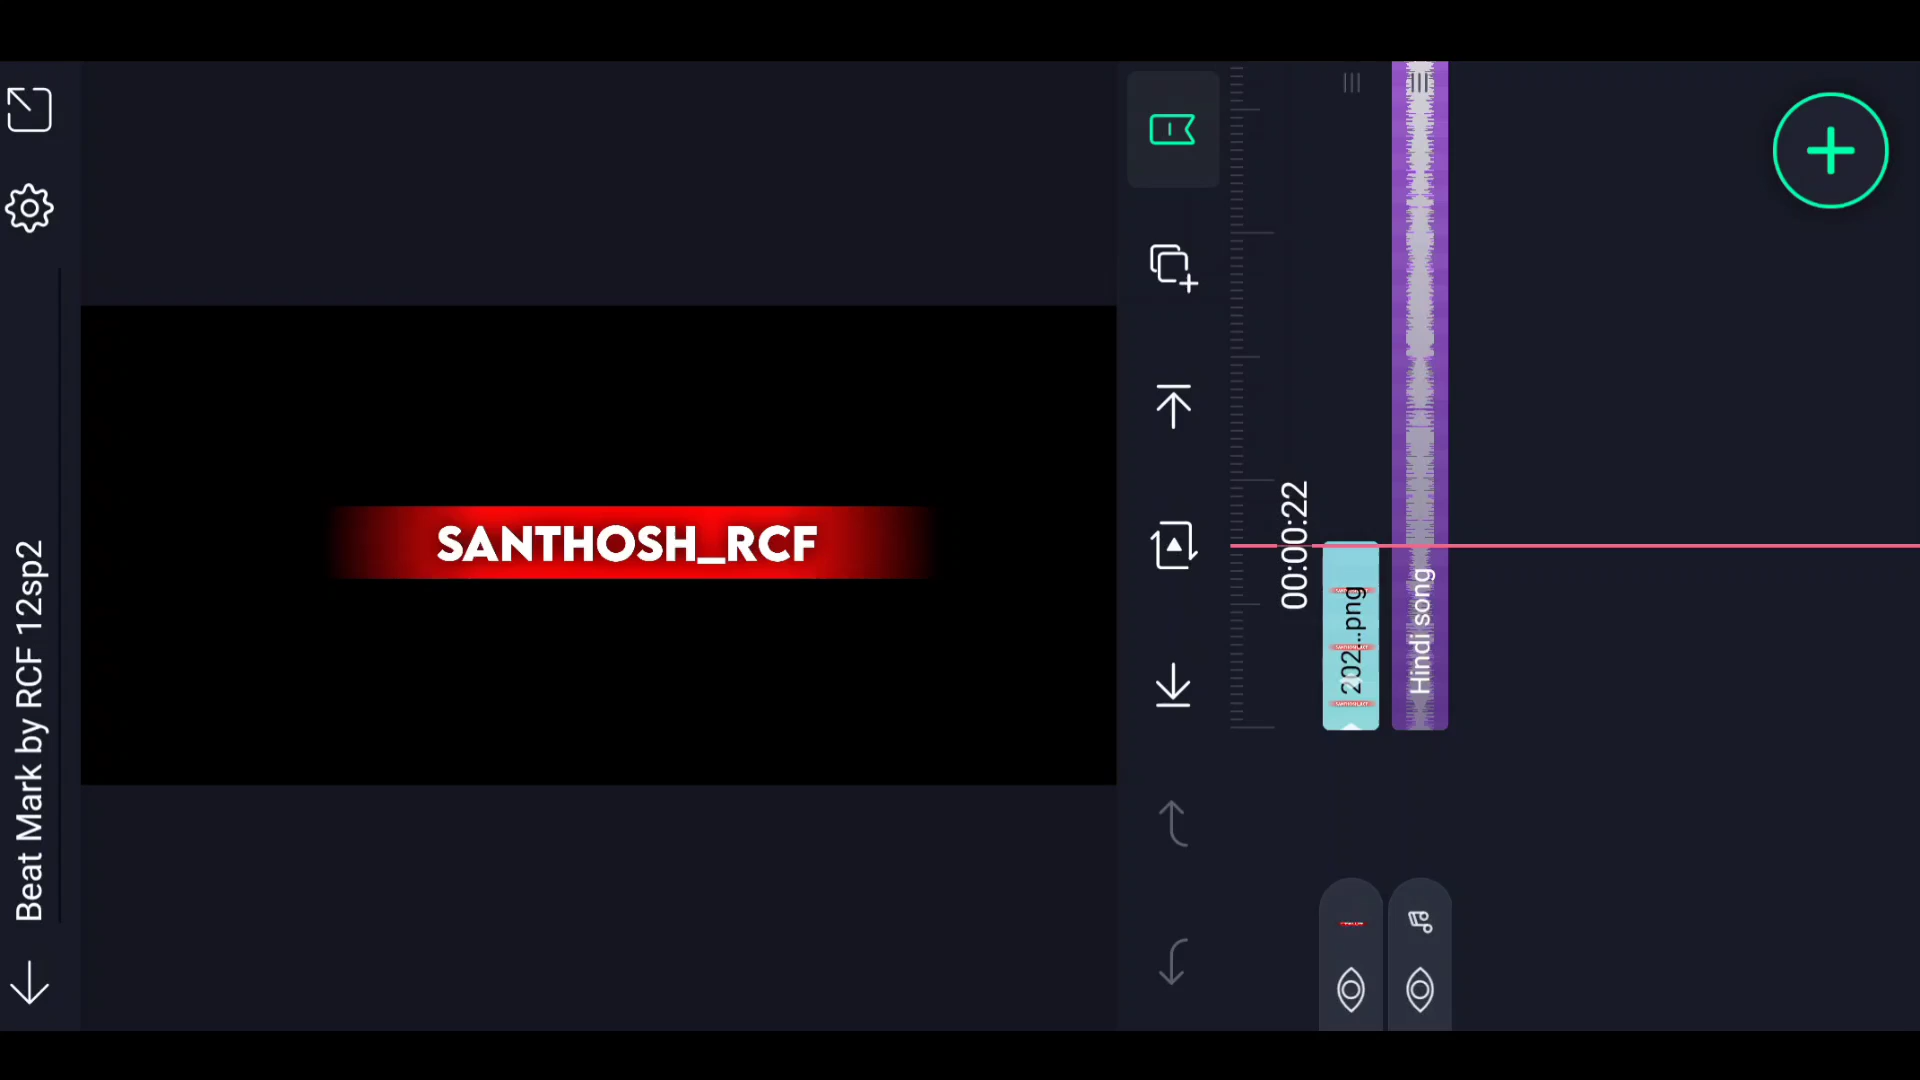 Beat Mark by RCF 12sp2
SANTHOSH_RCF
00:00:22
202...png
Hindi song